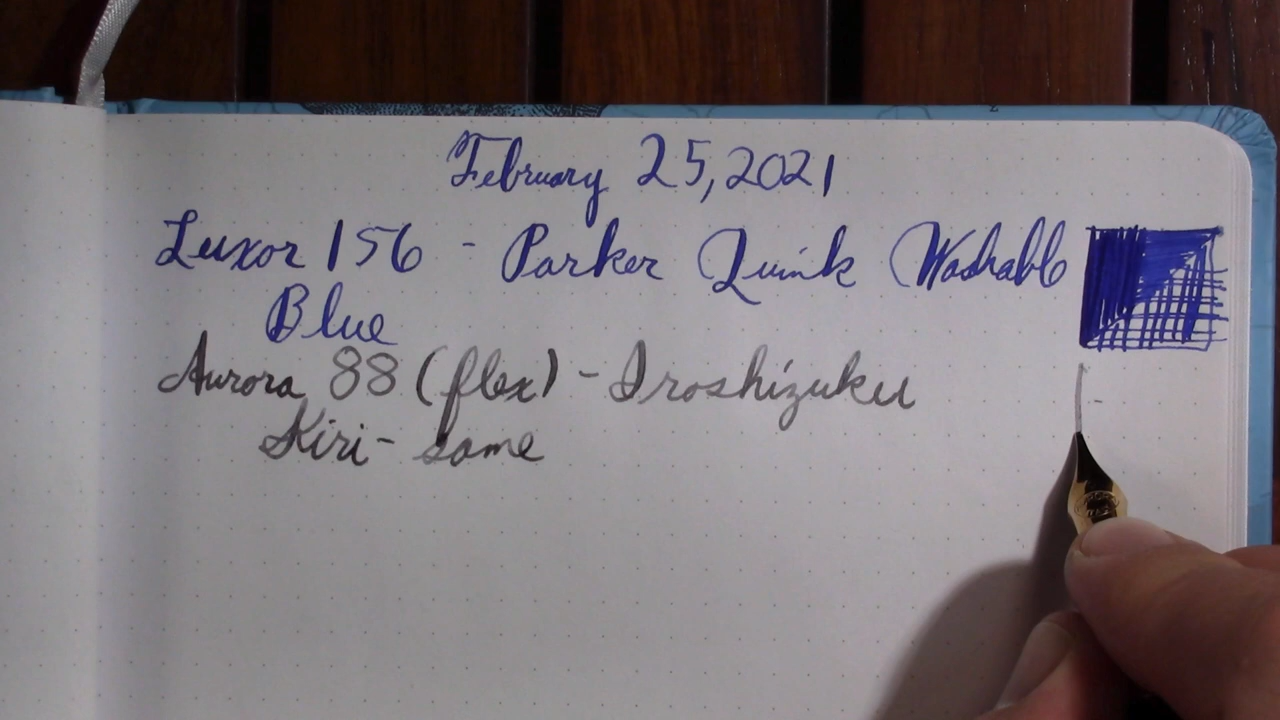 February 25, 2021
Luxor 156 - Parker Quink Washable
Blue
Aurora 88 (flex) - Iroshizuku
Kiri-same